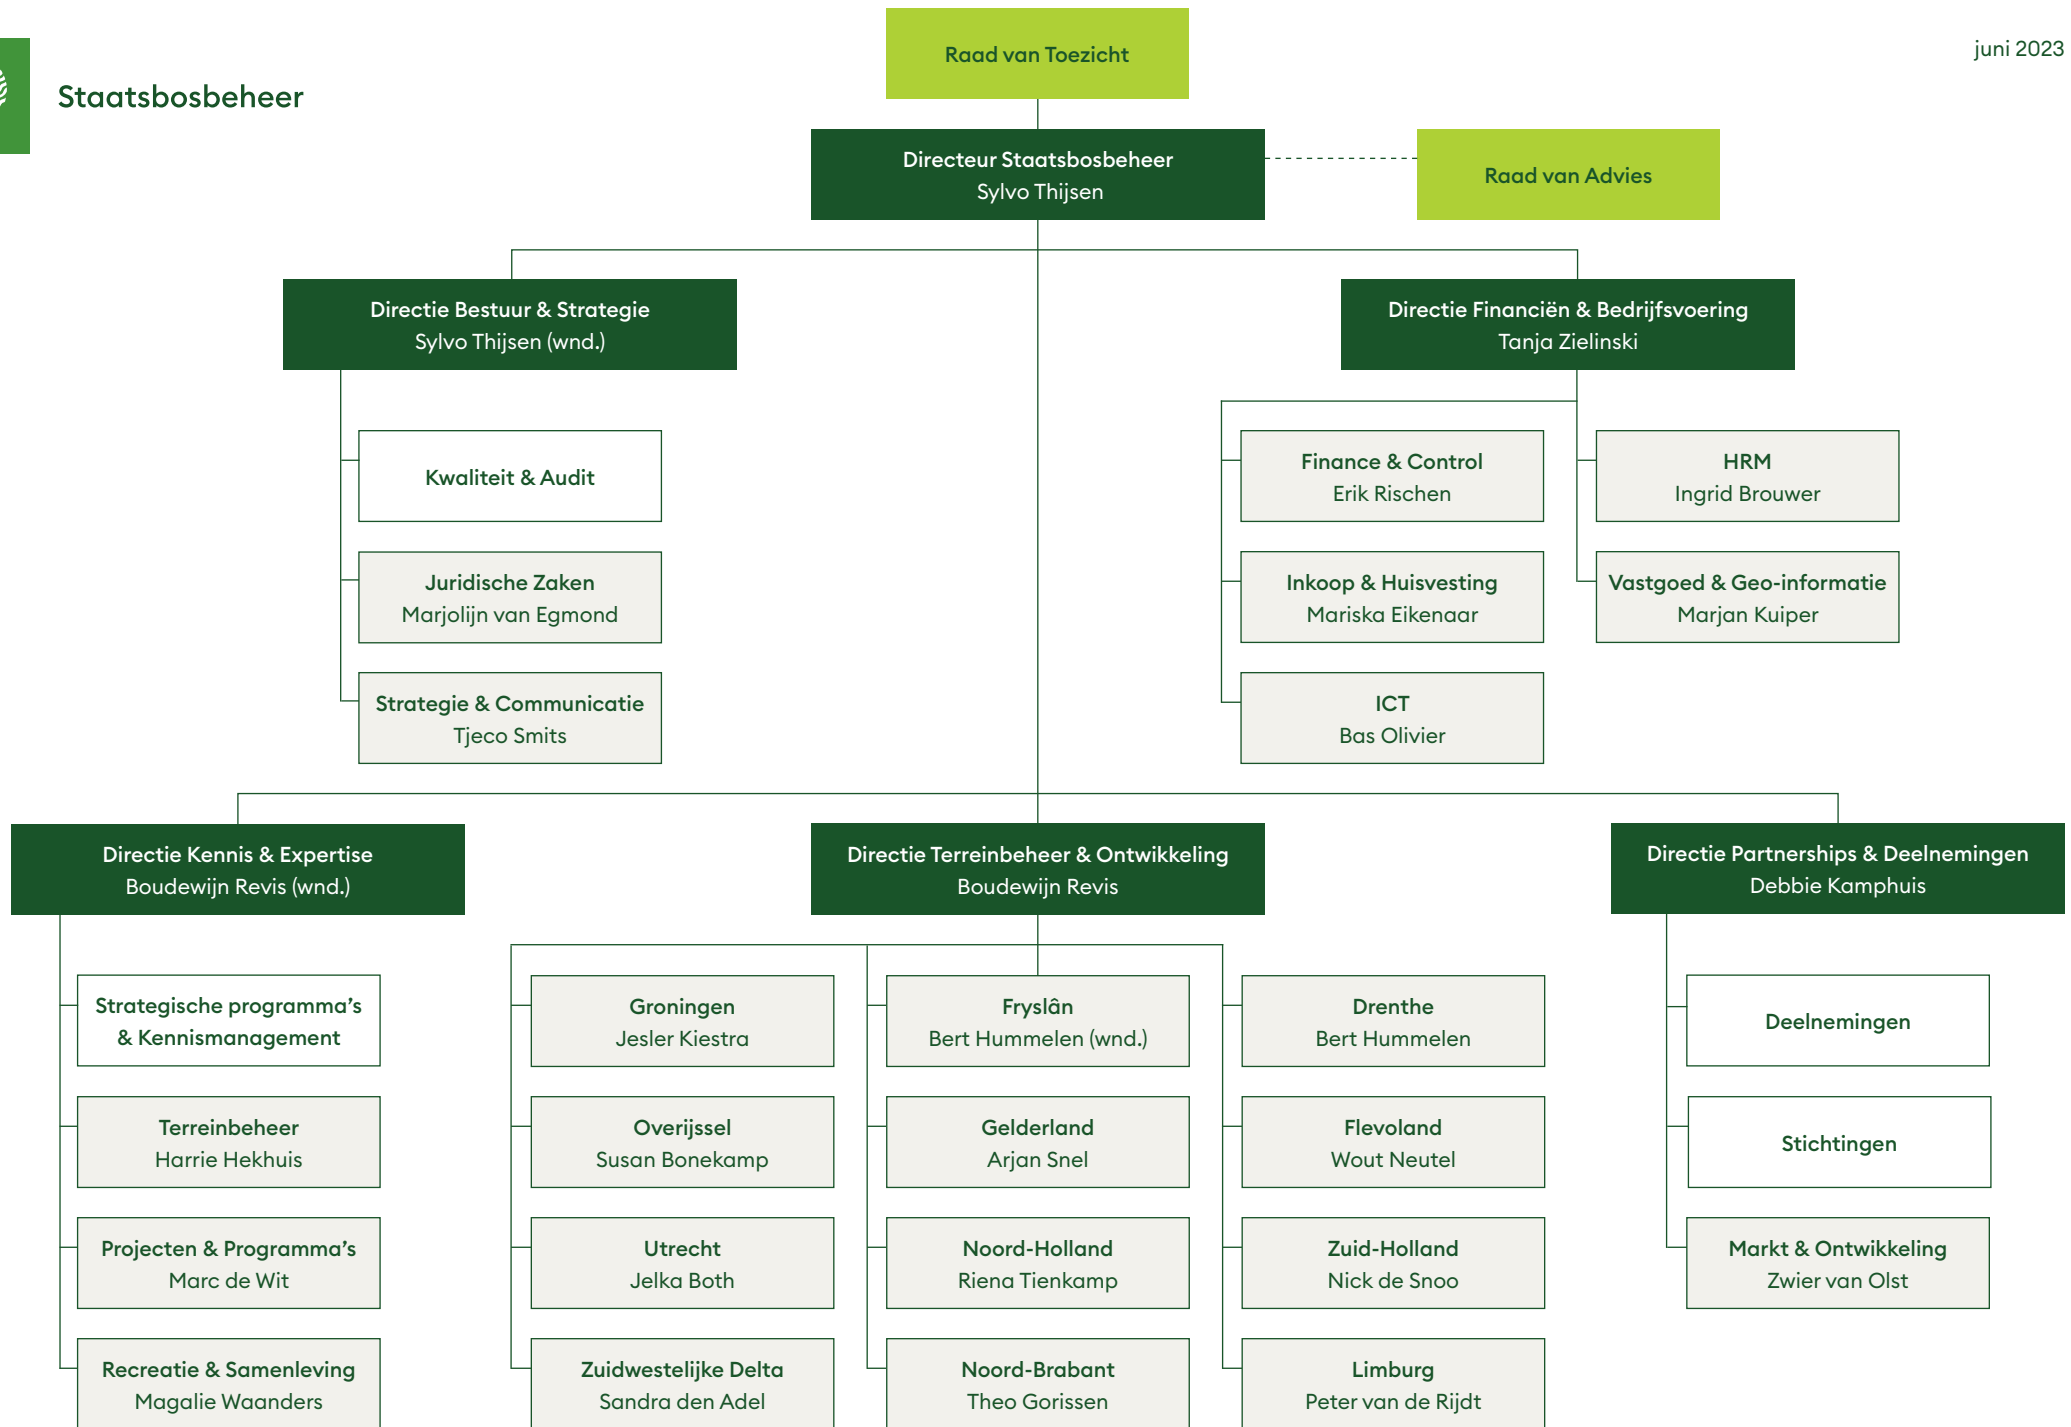 Raad van Toezicht
juni 2023
Staatsbosbeheer
Directeur Staatsbosbeheer
Sylvo Thijsen
Raad van Advies
Directie Bestuur & Strategie
Sylvo Thijsen (wnd.)
Directie Financiën & Bedrijfsvoering
Tanja Zielinski
Kwaliteit & Audit
Juridische Zaken
Marjolijn van Egmond
Strategie & Communicatie
Tjeco Smits
Finance & Control
Erik Rischen
HRM
Ingrid Brouwer
Inkoop & Huisvesting
Mariska Eikenaar
Vastgoed & Geo-informatie
Marjan Kuiper
ICT
Bas Olivier
Directie Kennis & Expertise
Boudewijn Revis (wnd.)
Directie Terreinbeheer & Ontwikkeling
Boudewijn Revis
Directie Partnerships & Deelnemingen
Debbie Kamphuis
Strategische programma’s
& Kennismanagement
Terreinbeheer
Harrie Hekhuis
Projecten & Programma’s
Marc de Wit
Recreatie & Samenleving
Magalie Waanders
Groningen
Jesler Kiestra
Fryslân
Bert Hummelen (wnd.)
Drenthe
Bert Hummelen
Overijssel
Susan Bonekamp
Gelderland
Arjan Snel
Flevoland
Wout Neutel
Utrecht
Jelka Both
Noord-Holland
Riena Tienkamp
Zuid-Holland
Nick de Snoo
Zuidwestelijke Delta
Sandra den Adel
Noord-Brabant
Theo Gorissen
Limburg
Peter van de Rijdt
Deelnemingen
Stichtingen
Markt & Ontwikkeling
Zwier van Olst